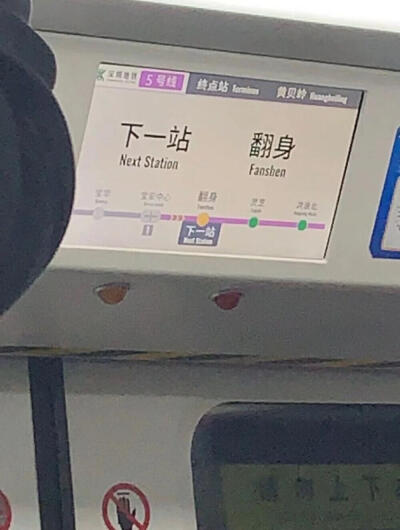 深圳地铁 5 号线 终点站 Terminus 黄贝岭 Huangbeiling
下一站 翻身
Next Station Fanshen
宝华 宝安中心 翻身 灵芝 洪浪北
Fanshen
下一站
Next Station